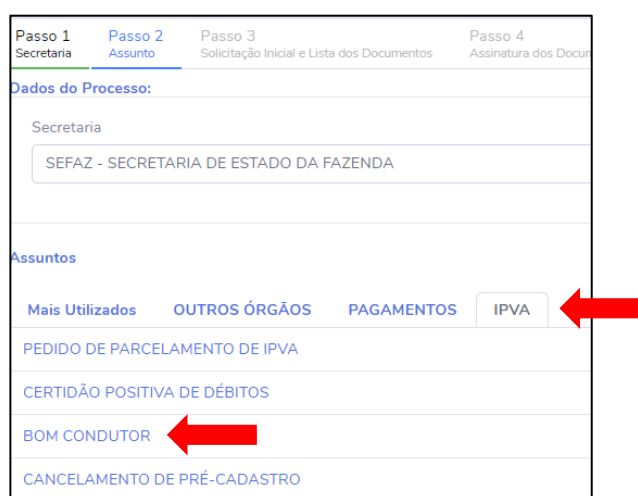 Passo 1 Passo 2 Passo 3 Passo 4
Secretaria Assunto Solicitação Inicial e Lista dos Documentos Assinatura dos
Dados do Processo:
Secretaria
SEFAZ - SECRETARIA DE ESTADO DA FAZENDA
Assuntos
Mais Utilizados OUTROS ÓRGÃOS PAGAMENTOS IPVA
PEDIDO DE PARCELAMENTO DE IPVA
CERTIDÃO POSITIVA DE DÉBITOS
BOM CONDUTOR
CANCELAMENTO DE PRÉ-CADASTRO